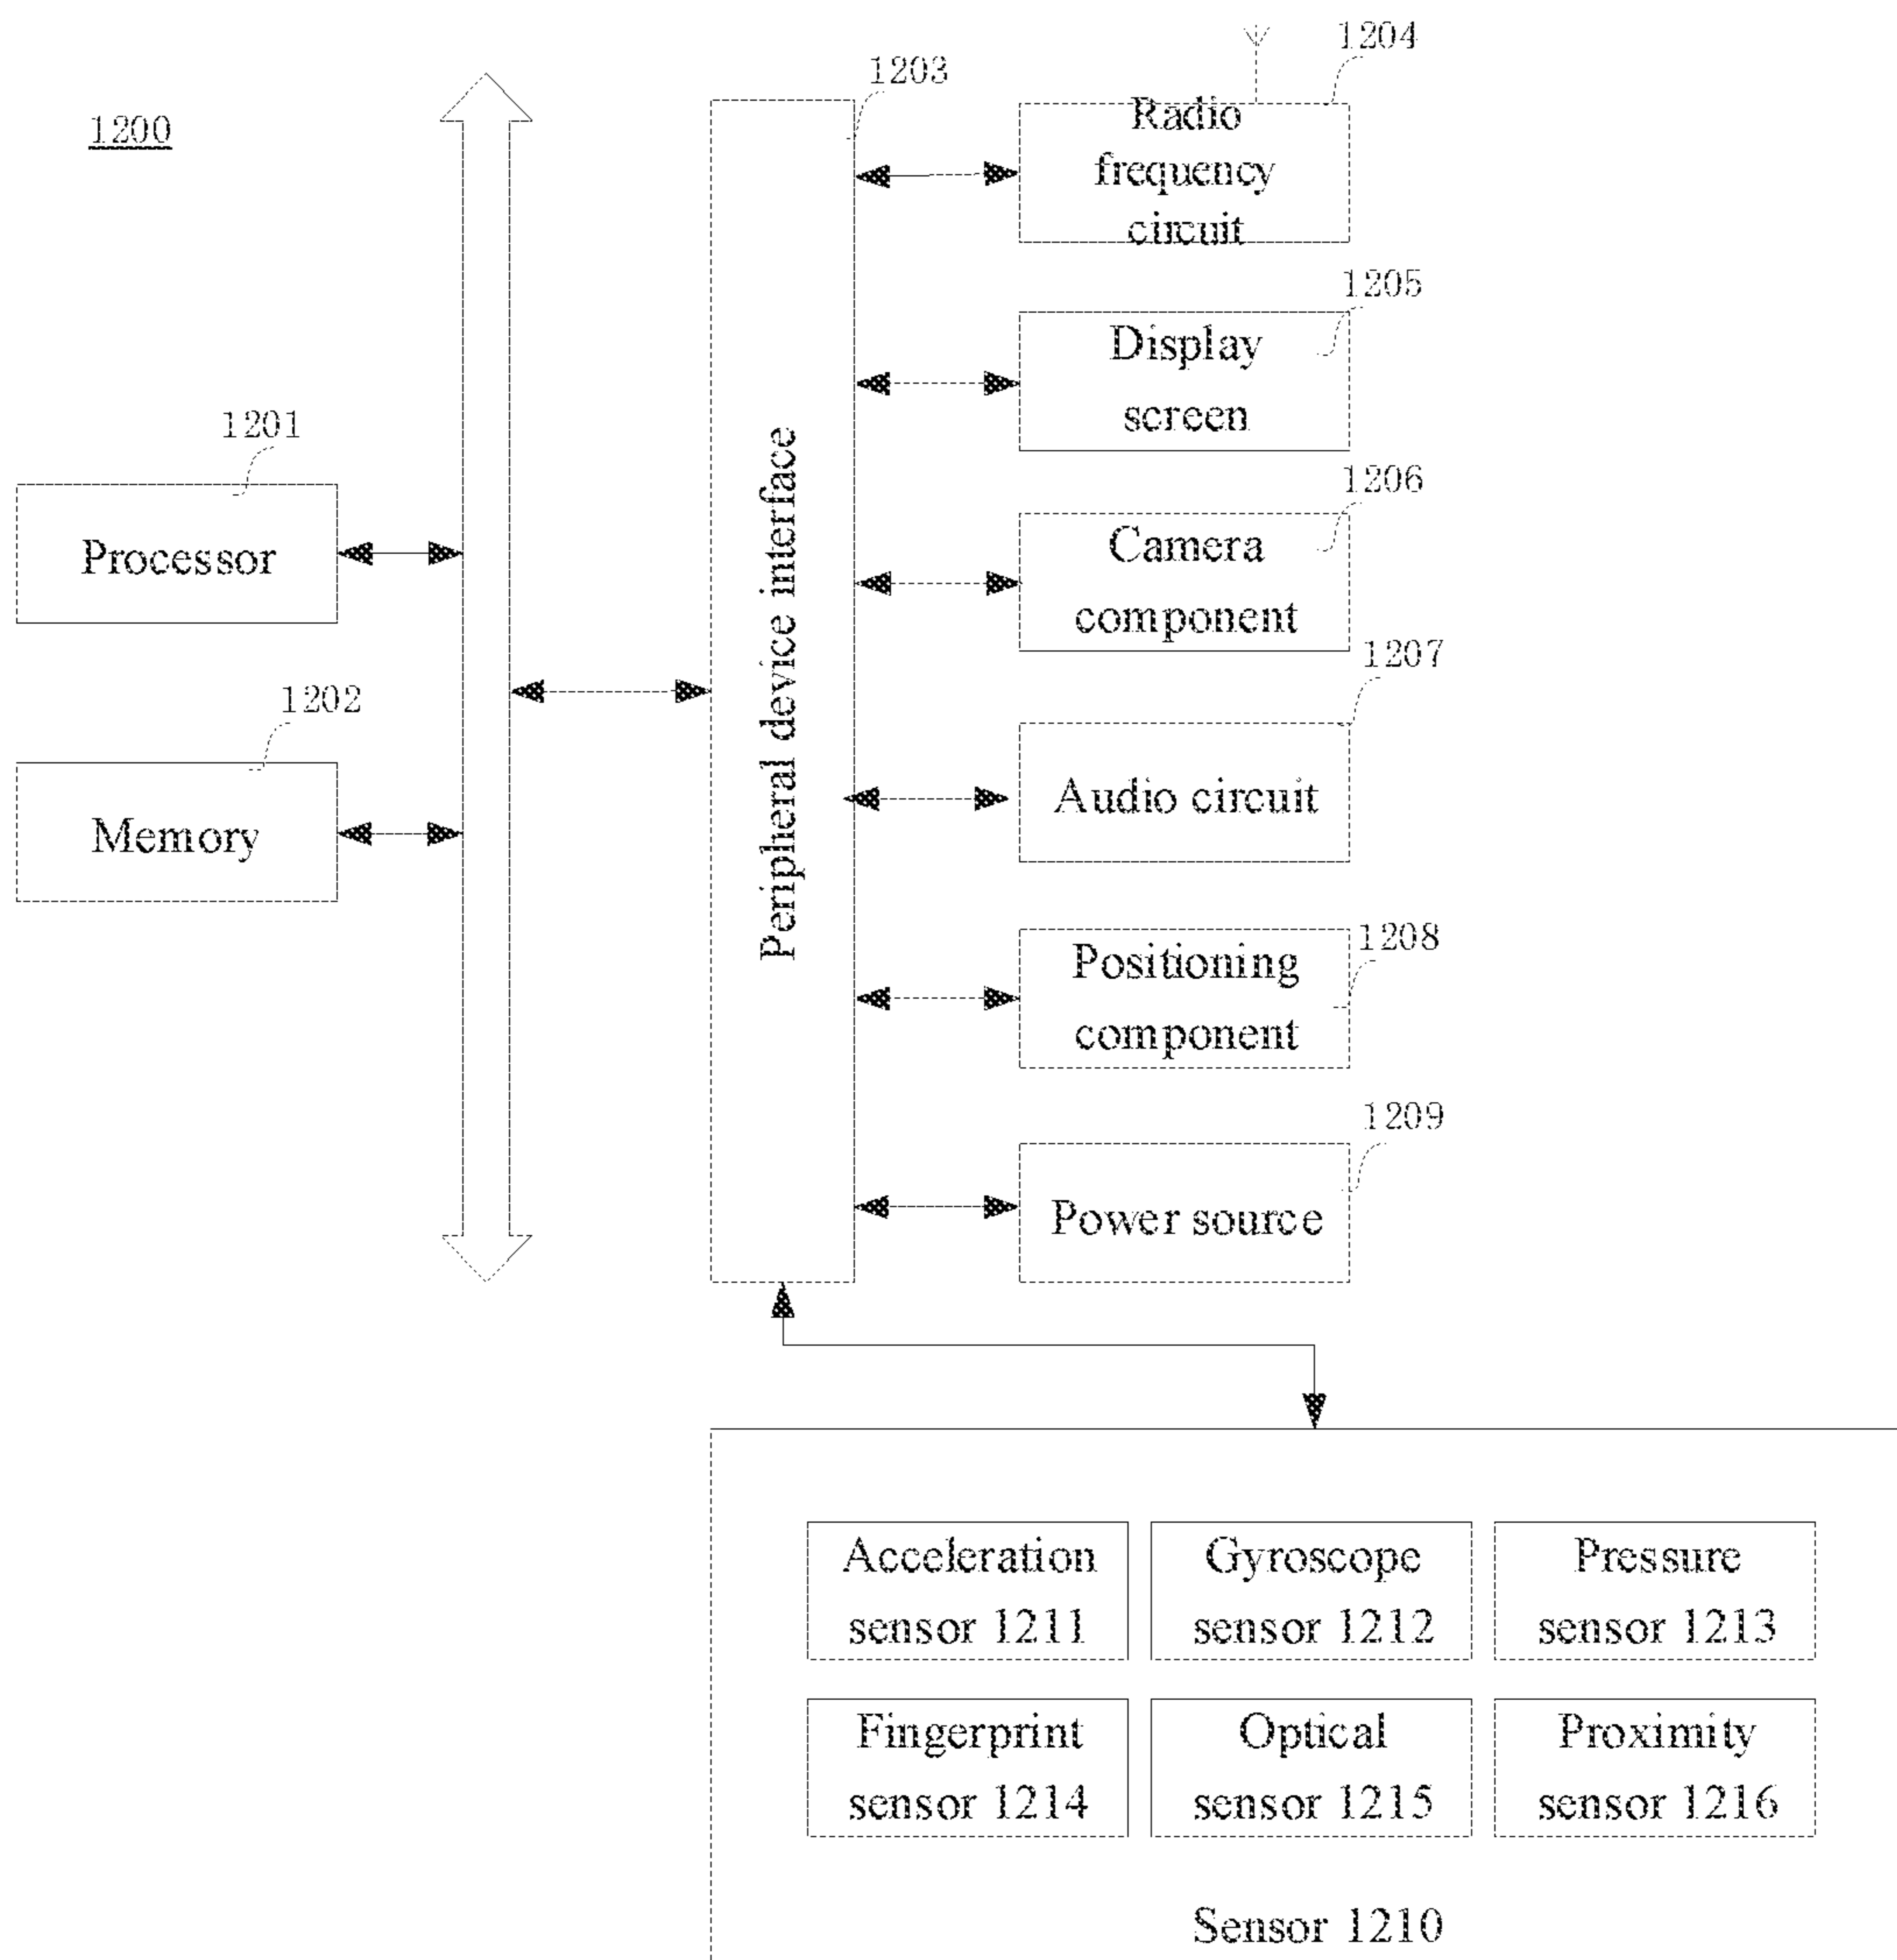 1200
1201
Processor
1202
Memory
1203
Peripheral device interface
1204
Radio
frequency
circuit
1205
Display
screen
1206
Camera
component
1207
Audio circuit
1208
Positioning
component
1209
Power source
Acceleration
sensor 1211
Gyroscope
sensor 1212
Pressure
sensor 1213
Fingerprint
sensor 1214
Optical
sensor 1215
Proximity
sensor 1216
Sensor 1210